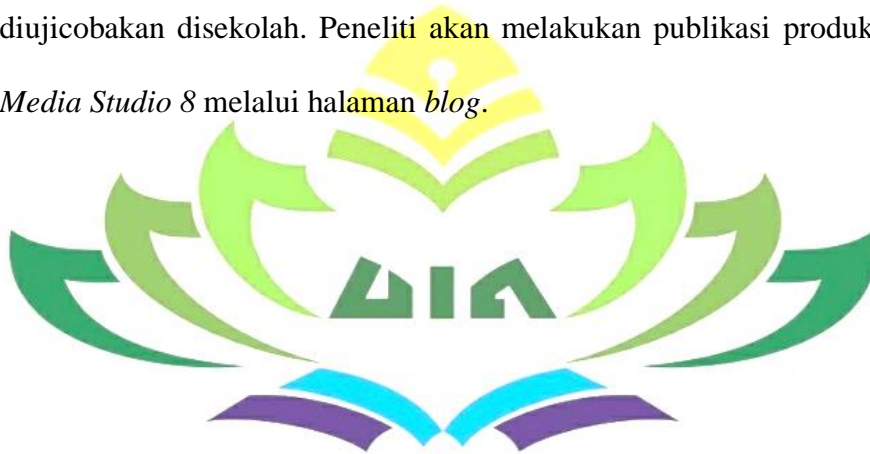 diujicobakan disekolah. Peneliti akan melakukan publikasi produk
Media Studio 8 melalui halaman blog.
UIN